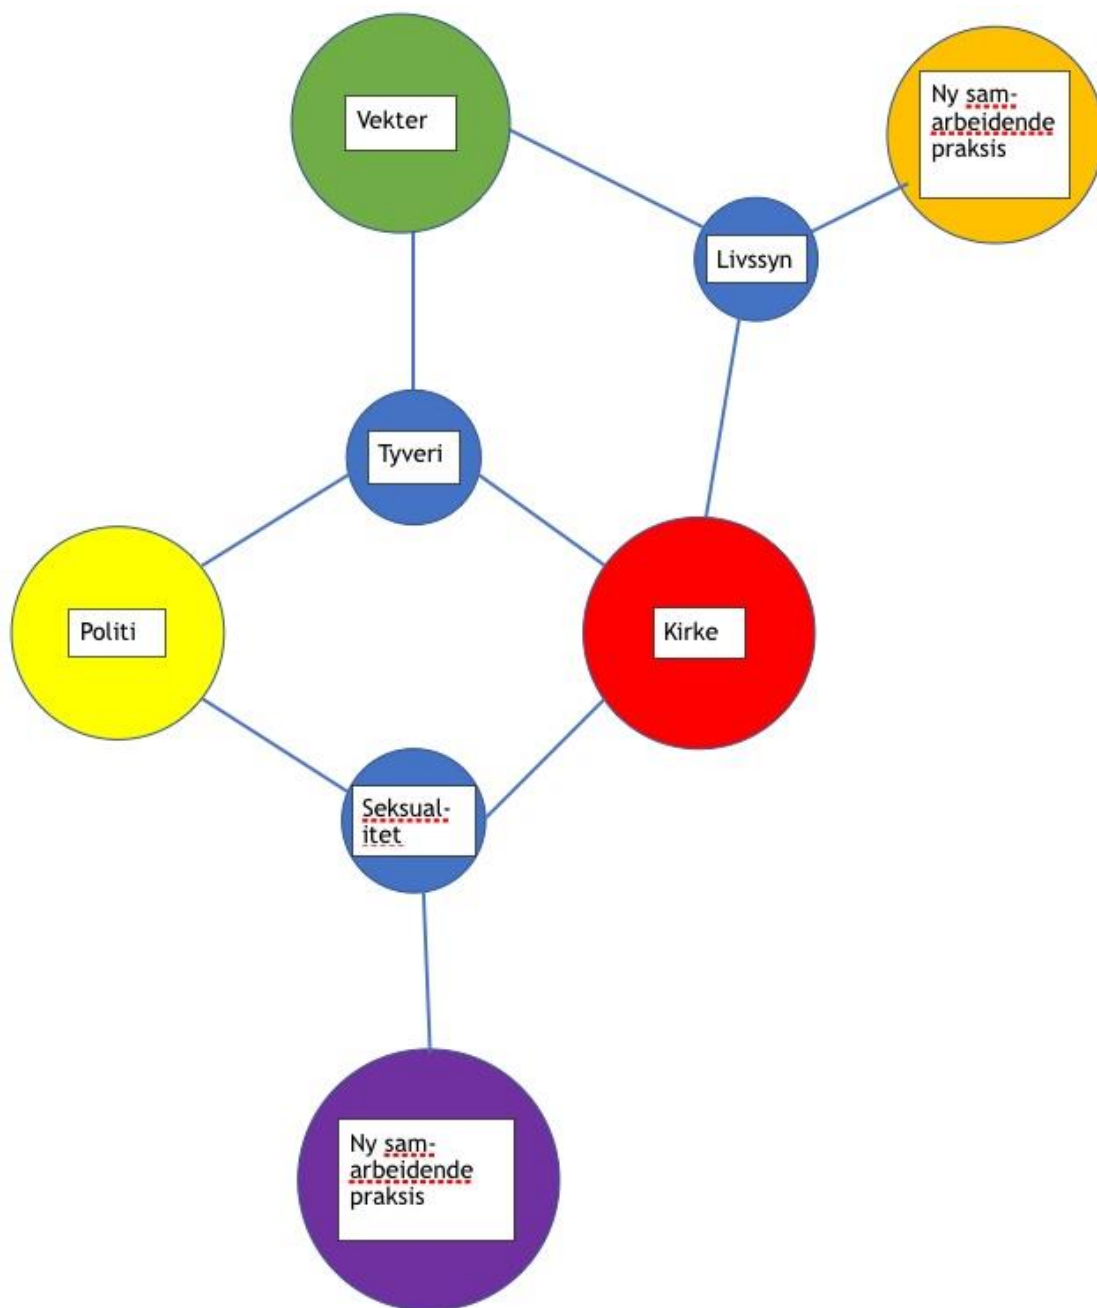 Vekter
Ny sam-
arbeidende
praksis
Livssyn
Tyveri
Politi
Kirke
Seksual-
itet
Ny sam-
arbeidende
praksis